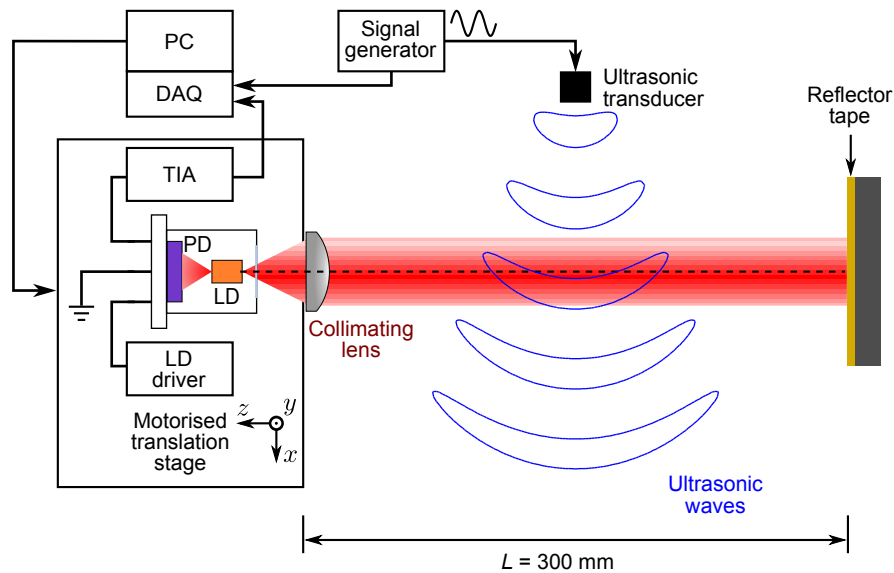 PC
DAQ
Signal
generator
Ultrasonic
transducer
Reflector
tape
TIA
PD
LD
Collimating
lens
LD
driver
Motorised
translation
stage
z
y
x
Ultrasonic
waves
L = 300 mm